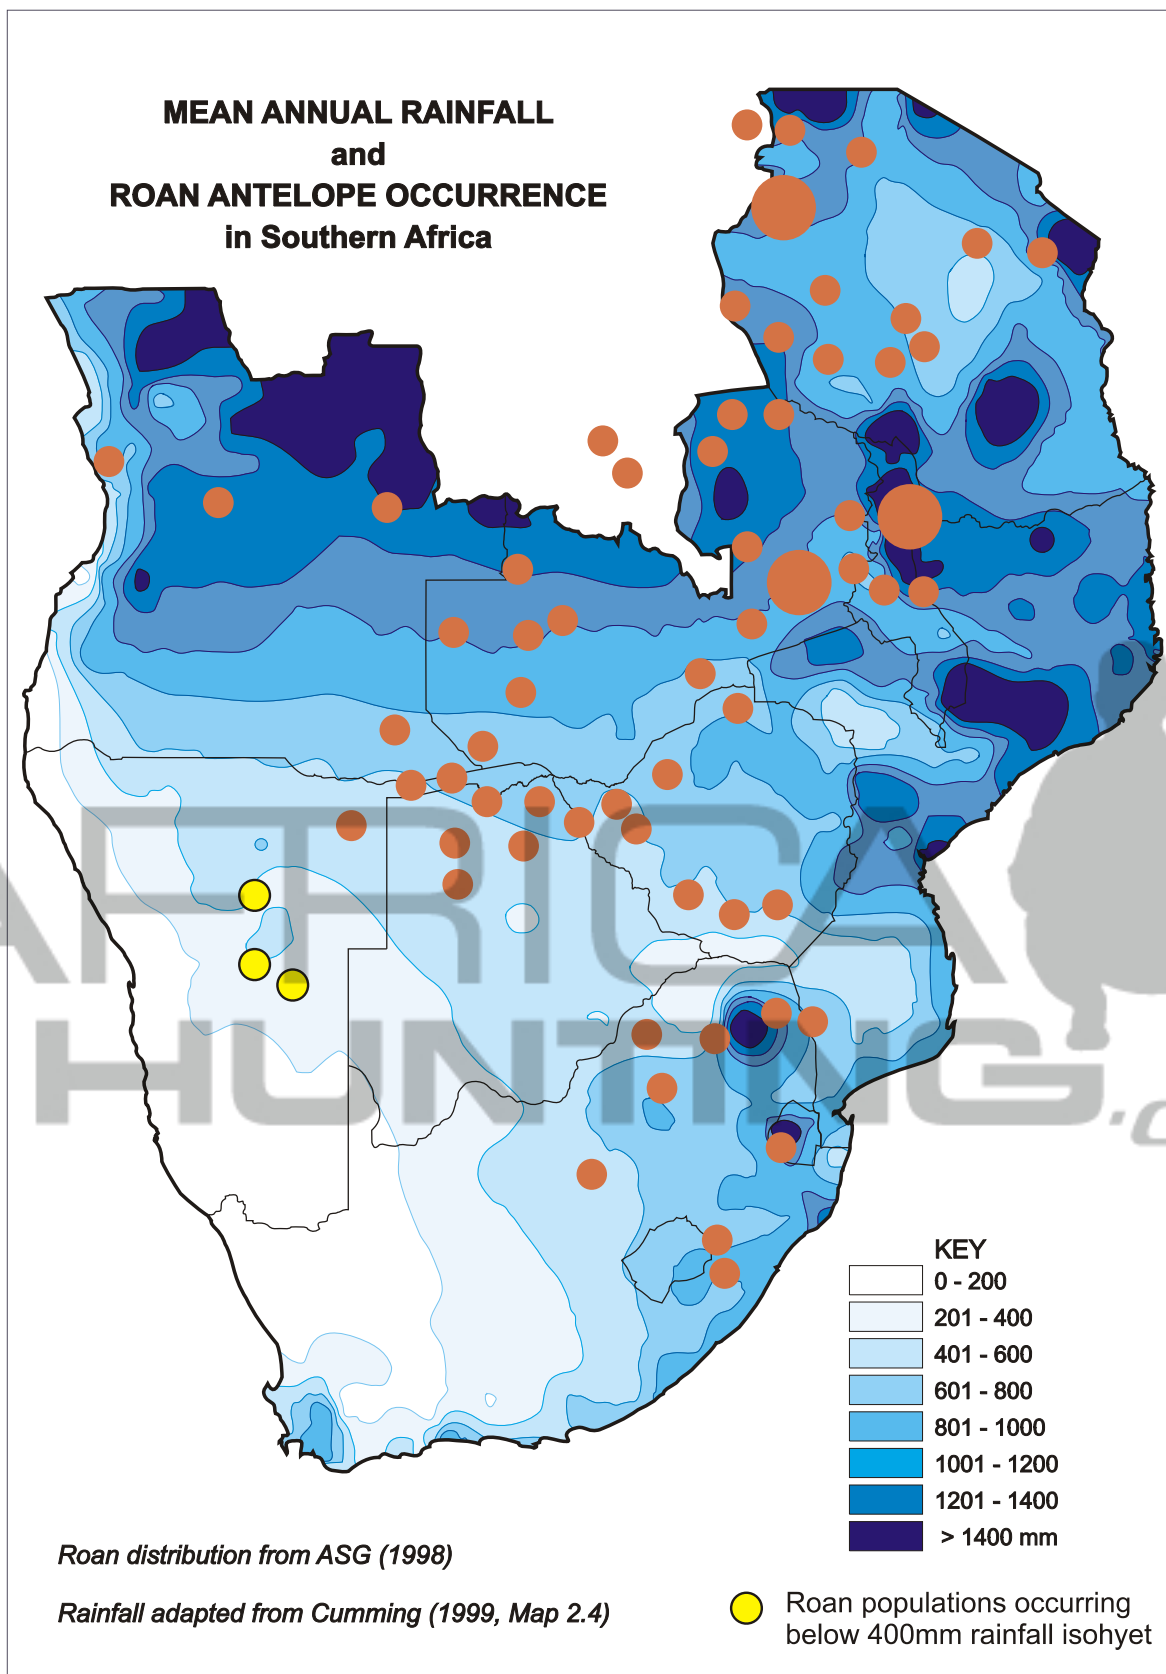 MEAN ANNUAL RAINFALL
and
ROAN ANTELOPE OCCURRENCE
in Southern Africa
AFRICA
HUNTING.c
KEY
0 - 200
201 - 400
401 - 600
601 - 800
801 - 1000
1001 - 1200
1201 - 1400
> 1400 mm
Roan distribution from ASG (1998)
Rainfall adapted from Cumming (1999, Map 2.4)
Roan populations occurring
below 400mm rainfall isohyet